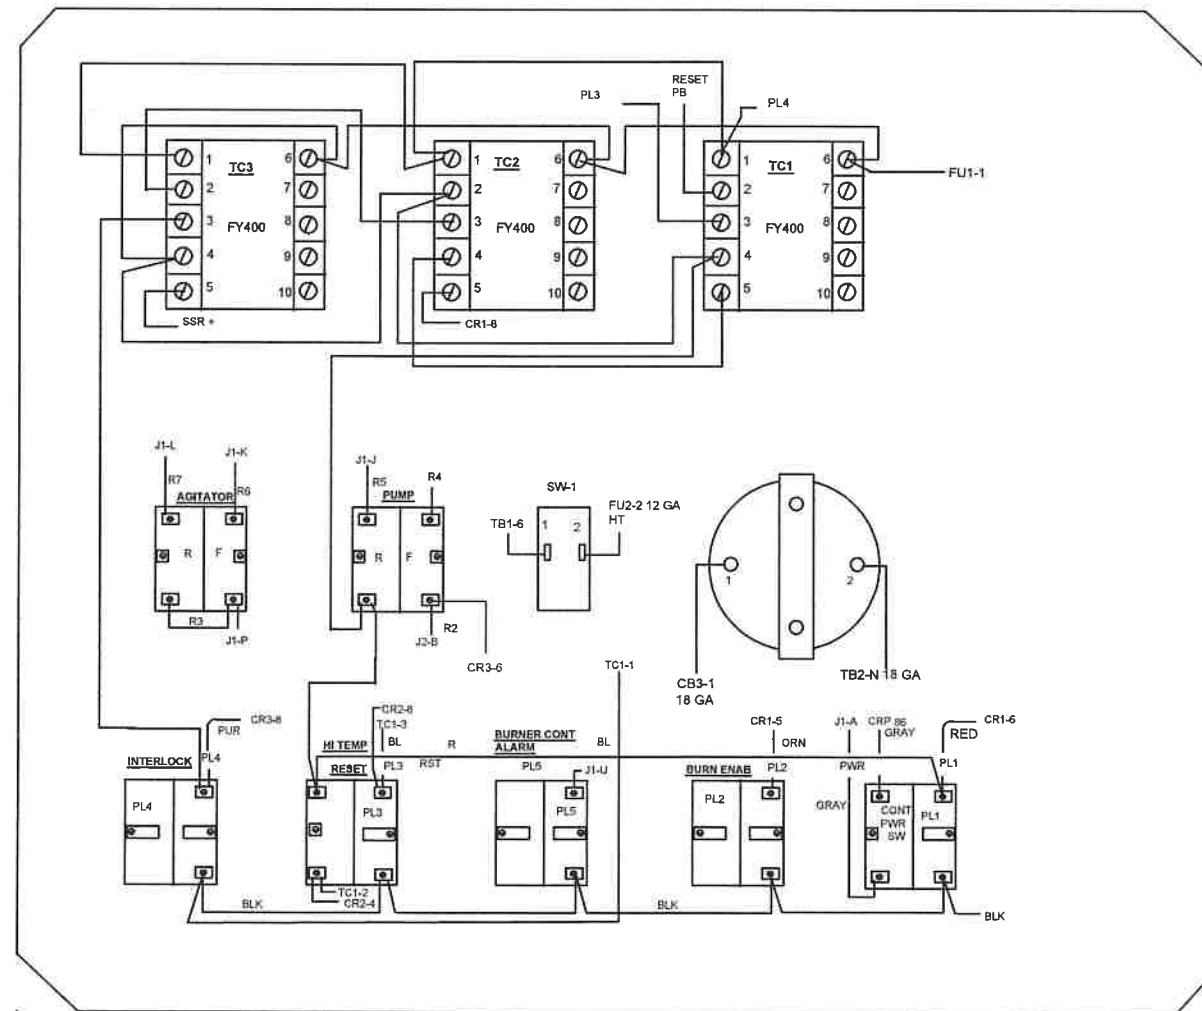 RESET
PB
PL3
PL4
1
TC3
6
2
7
3
FY400
8
4
9
5
10
SSR +
1
TC2
6
2
7
3
FY400
8
4
9
5
10
CR1-6
1
TC1
6
FU1-1
2
7
3
FY400
8
4
9
5
10
J1-L
J1-K
R7
R6
AGITATOR
R
F
R3
J1-P
J1-J
R5
R4
PUMP
R
F
J2-B
R2
CR3-6
SW-1
TB1-6
1
2
FU2-2 12 GA
HT
1
2
CB3-1
18 GA
TB2-N 18 GA
TC1-1
CR3-8
PUR
PL4
INTERLOCK
PL4
CR2-8
TC1-3
HI TEMP
BL
R
RST
RESET
PL3
PL3
TC1-2
CR2-4
BLK
BURNER CONT
ALARM
BL
PL5
J1-U
PL5
CR1-5
ORN
BURN ENAB
PL2
PL2
BLK
J1-A
CRP 86
GRAY
CR1-6
RED
PWR
PL1
GRAY
CONT
PWR
SW
PL1
BLK